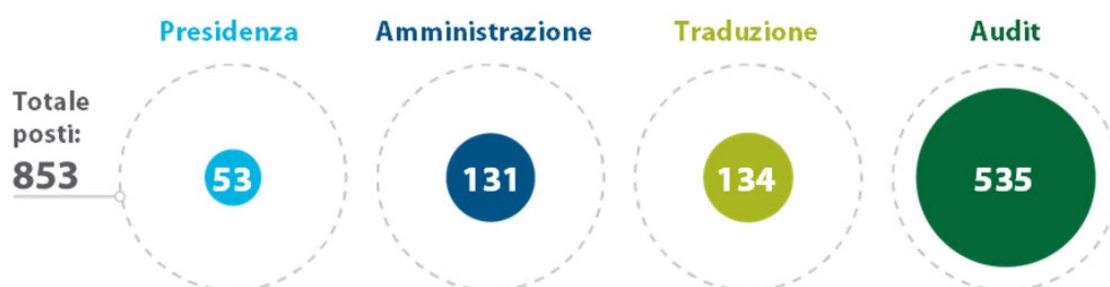 Presidenza
Amministrazione
Traduzione
Audit
Totale
posti:
853
53
131
134
535